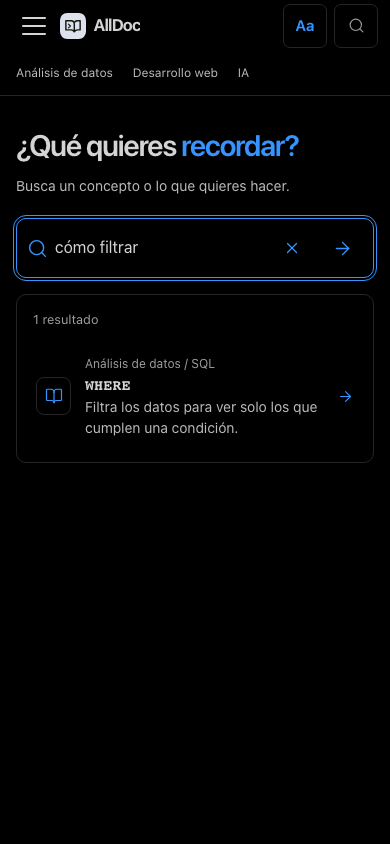 AllDoc
Aa
Análisis de datos Desarrollo web IA
¿Qué quieres recordar?
Busca un concepto o lo que quieres hacer.
cómo filtrar
1 resultado
Análisis de datos / SQL
WHERE
Filtra los datos para ver solo los que
cumplen una condición.